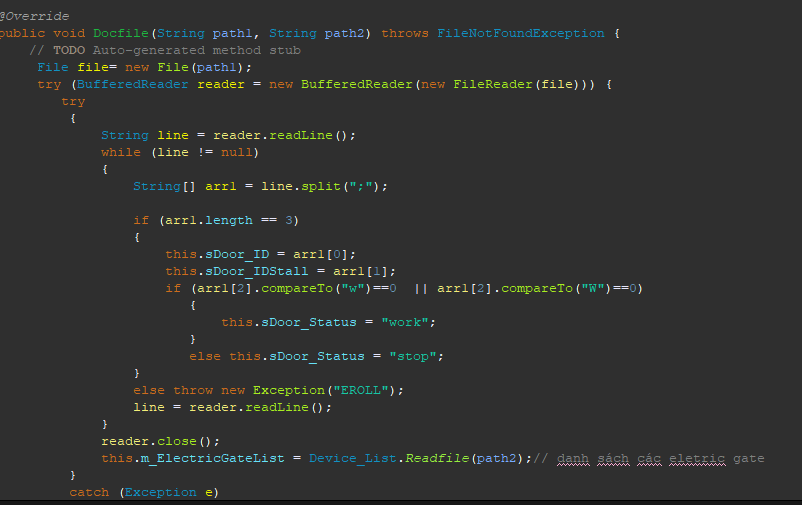 @Override
public void Docfile(String path1, String path2) throws FileNotFoundException {
// TODO Auto-generated method stub
File file= new File(path1);
try (BufferedReader reader = new BufferedReader(new FileReader(file))) {
try
{
String line = reader.readLine();
while (line != null)
{
String[] arr1 = line.split(";");
if (arr1.length == 3)
{
this.sDoor_ID = arr1[0];
this.sDoor_IDStall = arr1[1];
if (arr1[2].compareTo("w")==0  || arr1[2].compareTo("W")==0)
{
this.sDoor_Status = "work";
}
else this.sDoor_Status = "stop";
}
else throw new Exception("EROLL");
line = reader.readLine();
}
reader.close();
this.m_ElectricGateList = Device_List.Readfile(path2);// danh sách các eletric gate
}
catch (Exception e)